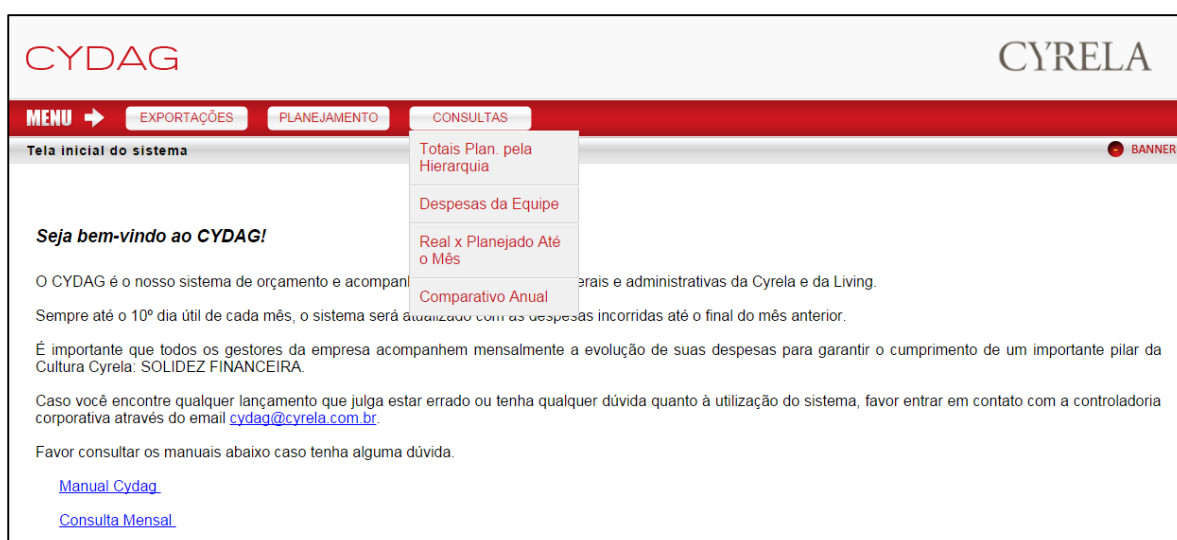 CYDAG
CYRELA
MENU
EXPORTAÇÕES
PLANEJAMENTO
CONSULTAS
Tela inicial do sistema
BANNER
Totais Plan. pela
Hierarquia
Despesas da Equipe
Real x Planejado Até
o Mês
Comparativo Anual
Seja bem-vindo ao CYDAG!
O CYDAG é o nosso sistema de orçamento e acompan erais e administrativas da Cyrela e da Living.
Sempre até o 10º dia útil de cada mês, o sistema será atualizado com as despesas incorridas até o final do mês anterior.
É importante que todos os gestores da empresa acompanhem mensalmente a evolução de suas despesas para garantir o cumprimento de um importante pilar da
Cultura Cyrela: SOLIDEZ FINANCEIRA.
Caso você encontre qualquer lançamento que julga estar errado ou tenha qualquer dúvida quanto à utilização do sistema, favor entrar em contato com a controladoria
corporativa através do email cydag@cyrela.com.br.
Favor consultar os manuais abaixo caso tenha alguma dúvida.
Manual Cydag
Consulta Mensal